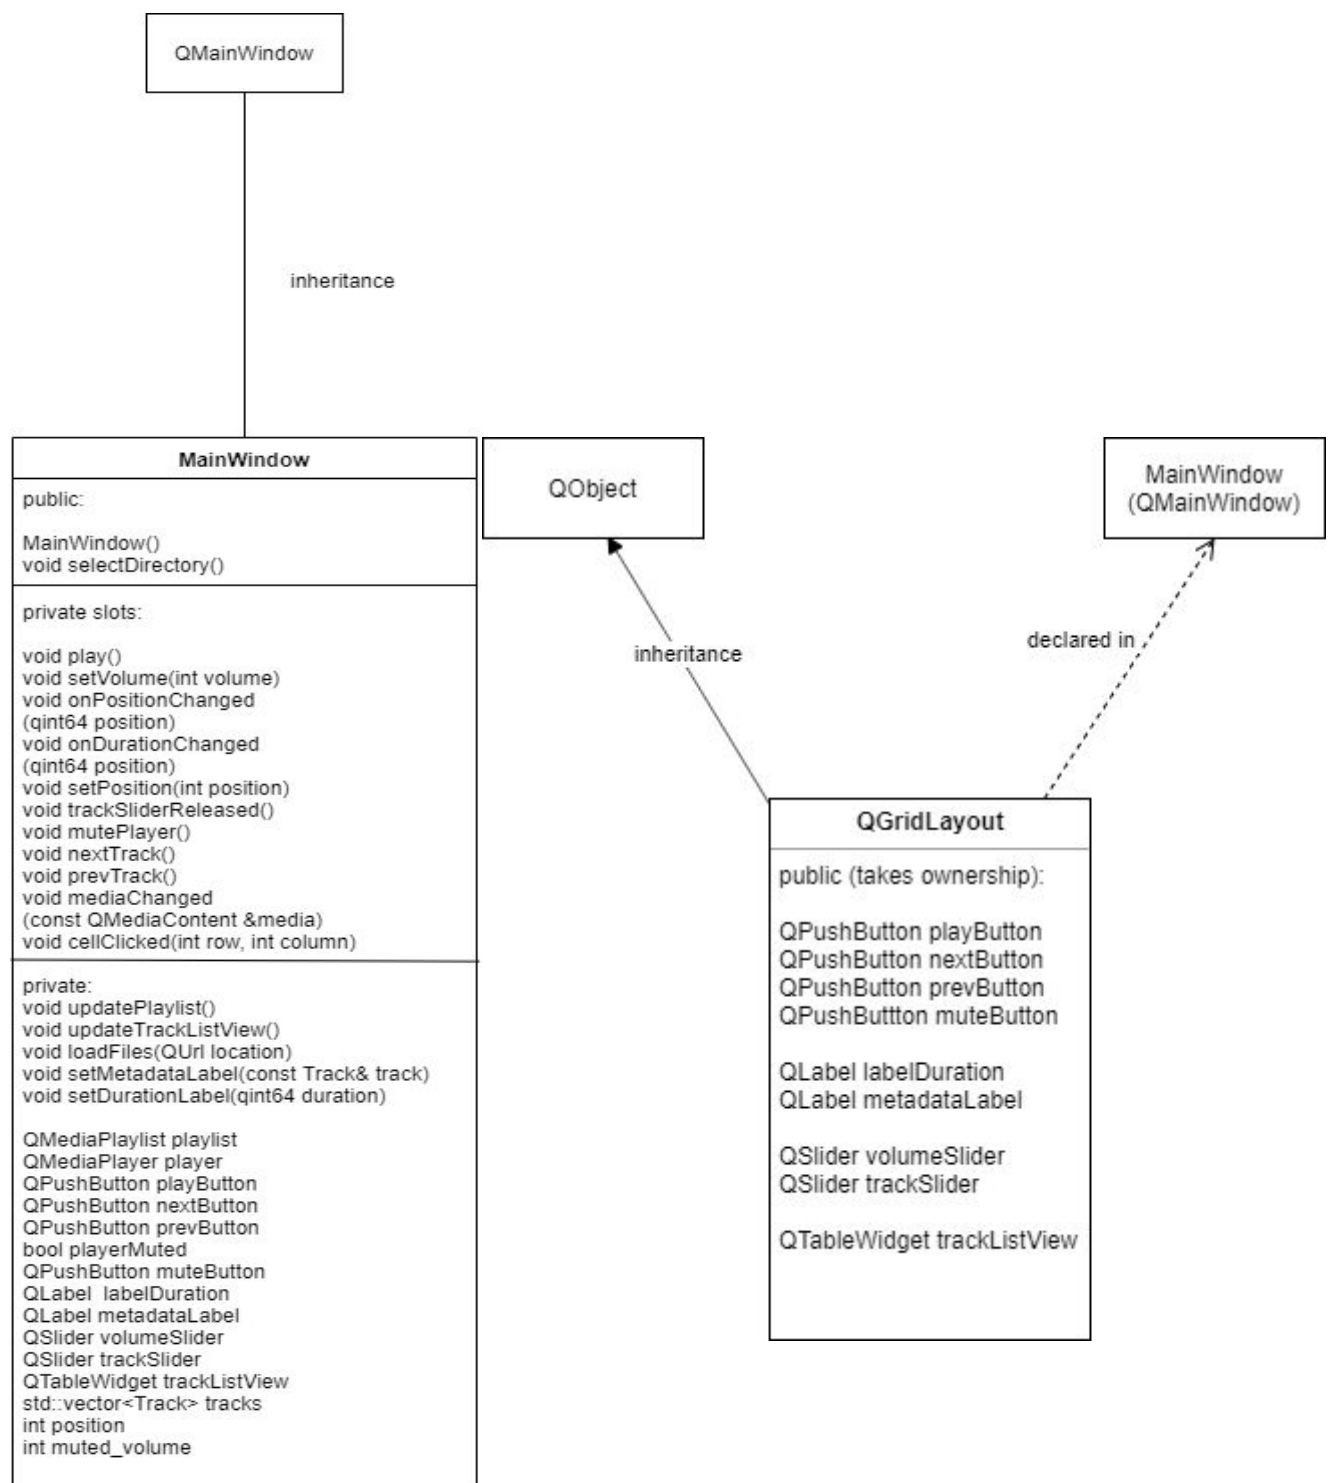 QMainWindow
inheritance
MainWindow
public:
MainWindow()
void selectDirectory()
private slots:
void play()
void setVolume(int volume)
void onPositionChanged
(qint64 position)
void onDurationChanged
(qint64 position)
void setPosition(int position)
void trackSliderReleased()
void mutePlayer()
void nextTrack()
void prevTrack()
void mediaChanged
(const QMediaContent &media)
void cellClicked(int row, int column)
private:
void updatePlaylist()
void updateTrackListView()
void loadFiles(QUrl location)
void setMetadataLabel(const Track& track)
void setDurationLabel(qint64 duration)
QMediaPlaylist playlist
QMediaPlayer player
QPushButton playButton
QPushButton nextButton
QPushButton prevButton
bool playerMuted
QPushButton muteButton
QLabel  labelDuration
QLabel metadataLabel
QSlider volumeSlider
QSlider trackSlider
QTableWidget trackListView
std::vector<Track> tracks
int position
int muted_volume
QObject
inheritance
MainWindow
(QMainWindow)
declared in
QGridLayout
public (takes ownership):
QPushButton playButton
QPushButton nextButton
QPushButton prevButton
QPushButtton muteButton
QLabel labelDuration
QLabel metadataLabel
QSlider volumeSlider
QSlider trackSlider
QTableWidget trackListView